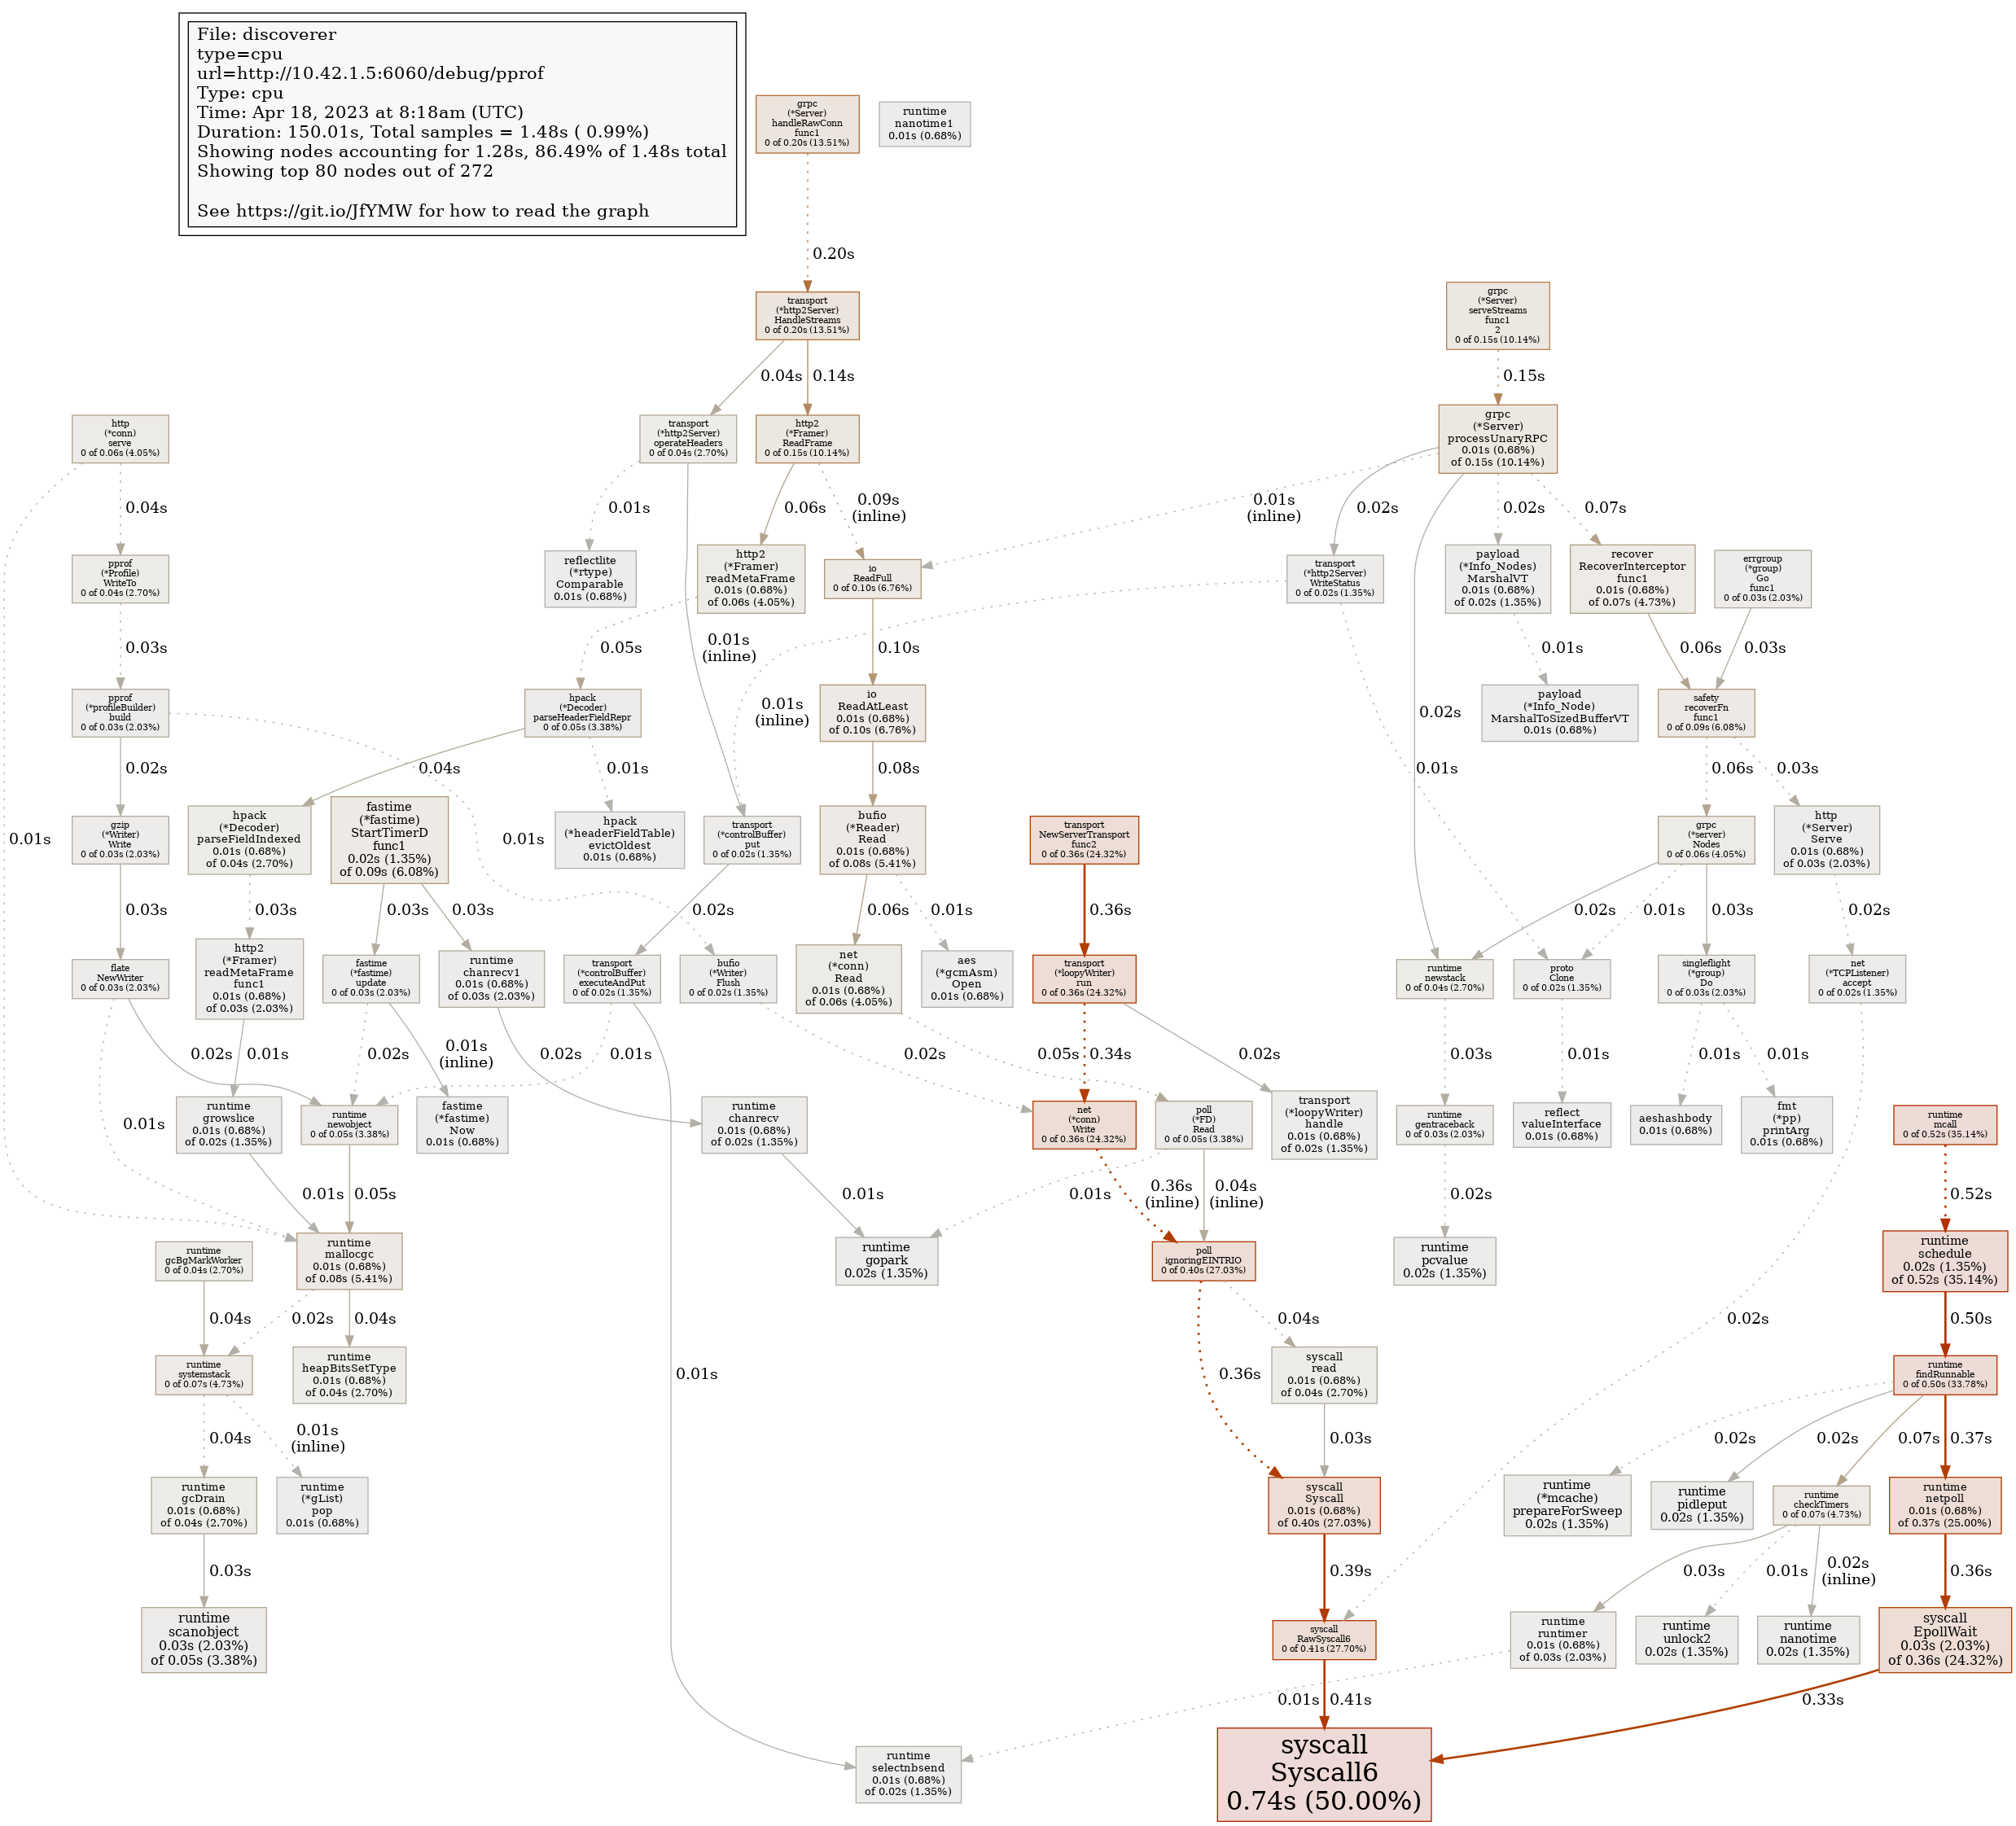 File: discoverer
type=cpu
url=http://10.42.1.5:6060/debug/pprof
Type: cpu
Time: Apr 18, 2023 at 8:18am (UTC)
Duration: 150.01s, Total samples = 1.48s ( 0.99%)
Showing nodes accounting for 1.28s, 86.49% of 1.48s total
Showing top 80 nodes out of 272
See https://git.io/JfYMW for how to read the graph
grpc
(*Server)
handleRawConn
func1
0 of 0.20s (13.51%)
runtime
nanotime1
0.01s (0.68%)
0.20s
transport
(*http2Server)
HandleStreams
0 of 0.20s (13.51%)
grpc
(*Server)
serveStreams
func1
2
0 of 0.15s (10.14%)
0.04s
0.14s
0.15s
http
(*conn)
serve
0 of 0.06s (4.05%)
transport
(*http2Server)
operateHeaders
0 of 0.04s (2.70%)
http2
(*Framer)
ReadFrame
0 of 0.15s (10.14%)
grpc
(*Server)
processUnaryRPC
0.01s (0.68%)
of 0.15s (10.14%)
0.04s
0.01s
0.06s
0.09s
(inline)
0.01s
(inline)
0.02s
0.02s
0.07s
pprof
(*Profile)
WriteTo
0 of 0.04s (2.70%)
reflectlite
(*rtype)
Comparable
0.01s (0.68%)
http2
(*Framer)
readMetaFrame
0.01s (0.68%)
of 0.06s (4.05%)
io
ReadFull
0 of 0.10s (6.76%)
transport
(*http2Server)
WriteStatus
0 of 0.02s (1.35%)
payload
(*Info_Nodes)
MarshalVT
0.01s (0.68%)
of 0.02s (1.35%)
recover
RecoverInterceptor
func1
0.01s (0.68%)
of 0.07s (4.73%)
errgroup
(*group)
Go
func1
0 of 0.03s (2.03%)
0.03s
0.05s
0.01s
(inline)
0.10s
0.01s
0.06s
0.03s
pprof
(*profileBuilder)
build
0 of 0.03s (2.03%)
hpack
(*Decoder)
parseHeaderFieldRepr
0 of 0.05s (3.38%)
0.01s
(inline)
io
ReadAtLeast
0.01s (0.68%)
of 0.10s (6.76%)
0.02s
payload
(*Info_Node)
MarshalToSizedBufferVT
0.01s (0.68%)
safety
recoverFn
func1
0 of 0.09s (6.08%)
0.02s
0.04s
0.01s
0.08s
0.01s
0.06s
0.03s
0.01s
gzip
(*Writer)
Write
0 of 0.03s (2.03%)
hpack
(*Decoder)
parseFieldIndexed
0.01s (0.68%)
of 0.04s (2.70%)
fastime
(*fastime)
StartTimerD
func1
0.02s (1.35%)
of 0.09s (6.08%)
0.01s
hpack
(*headerFieldTable)
evictOldest
0.01s (0.68%)
transport
(*controlBuffer)
put
0 of 0.02s (1.35%)
bufio
(*Reader)
Read
0.01s (0.68%)
of 0.08s (5.41%)
transport
NewServerTransport
func2
0 of 0.36s (24.32%)
grpc
(*server)
Nodes
0 of 0.06s (4.05%)
http
(*Server)
Serve
0.01s (0.68%)
of 0.03s (2.03%)
0.03s
0.03s
0.03s
0.03s
0.02s
0.06s
0.01s
0.36s
0.02s
0.01s
0.03s
0.02s
flate
NewWriter
0 of 0.03s (2.03%)
http2
(*Framer)
readMetaFrame
func1
0.01s (0.68%)
of 0.03s (2.03%)
fastime
(*fastime)
update
0 of 0.03s (2.03%)
runtime
chanrecv1
0.01s (0.68%)
of 0.03s (2.03%)
transport
(*controlBuffer)
executeAndPut
0 of 0.02s (1.35%)
bufio
(*Writer)
Flush
0 of 0.02s (1.35%)
net
(*conn)
Read
0.01s (0.68%)
of 0.06s (4.05%)
aes
(*gcmAsm)
Open
0.01s (0.68%)
transport
(*loopyWriter)
run
0 of 0.36s (24.32%)
runtime
newstack
0 of 0.04s (2.70%)
proto
Clone
0 of 0.02s (1.35%)
singleflight
(*group)
Do
0 of 0.03s (2.03%)
net
(*TCPListener)
accept
0 of 0.02s (1.35%)
0.02s
0.01s
0.02s
0.01s
(inline)
0.02s
0.01s
0.02s
0.05s
0.34s
0.02s
0.03s
0.01s
0.01s
0.01s
0.01s
runtime
growslice
0.01s (0.68%)
of 0.02s (1.35%)
runtime
newobject
0 of 0.05s (3.38%)
fastime
(*fastime)
Now
0.01s (0.68%)
runtime
chanrecv
0.01s (0.68%)
of 0.02s (1.35%)
net
(*conn)
Write
0 of 0.36s (24.32%)
poll
(*FD)
Read
0 of 0.05s (3.38%)
transport
(*loopyWriter)
handle
0.01s (0.68%)
of 0.02s (1.35%)
runtime
gentraceback
0 of 0.03s (2.03%)
reflect
valueInterface
0.01s (0.68%)
aeshashbody
0.01s (0.68%)
fmt
(*pp)
printArg
0.01s (0.68%)
runtime
mcall
0 of 0.52s (35.14%)
0.01s
0.05s
0.01s
0.01s
0.36s
(inline)
0.04s
(inline)
0.02s
0.52s
runtime
gcBgMarkWorker
0 of 0.04s (2.70%)
runtime
mallocgc
0.01s (0.68%)
of 0.08s (5.41%)
runtime
gopark
0.02s (1.35%)
poll
ignoringEINTRIO
0 of 0.40s (27.03%)
runtime
pcvalue
0.02s (1.35%)
runtime
schedule
0.02s (1.35%)
of 0.52s (35.14%)
0.04s
0.02s
0.04s
0.04s
0.02s
0.50s
runtime
systemstack
0 of 0.07s (4.73%)
runtime
heapBitsSetType
0.01s (0.68%)
of 0.04s (2.70%)
0.01s
0.36s
syscall
read
0.01s (0.68%)
of 0.04s (2.70%)
runtime
findRunnable
0 of 0.50s (33.78%)
0.04s
0.01s
(inline)
0.03s
0.02s
0.02s
0.07s
0.37s
runtime
gcDrain
0.01s (0.68%)
of 0.04s (2.70%)
runtime
(*gList)
pop
0.01s (0.68%)
syscall
Syscall
0.01s (0.68%)
of 0.40s (27.03%)
runtime
(*mcache)
prepareForSweep
0.02s (1.35%)
runtime
pidleput
0.02s (1.35%)
runtime
checkTimers
0 of 0.07s (4.73%)
runtime
netpoll
0.01s (0.68%)
of 0.37s (25.00%)
0.03s
0.39s
0.03s
0.01s
0.02s
(inline)
0.36s
runtime
scanobject
0.03s (2.03%)
of 0.05s (3.38%)
syscall
RawSyscall6
0 of 0.41s (27.70%)
runtime
runtimer
0.01s (0.68%)
of 0.03s (2.03%)
runtime
unlock2
0.02s (1.35%)
runtime
nanotime
0.02s (1.35%)
syscall
EpollWait
0.03s (2.03%)
of 0.36s (24.32%)
0.01s
0.41s
0.33s
runtime
selectnbsend
0.01s (0.68%)
of 0.02s (1.35%)
syscall
Syscall6
0.74s (50.00%)